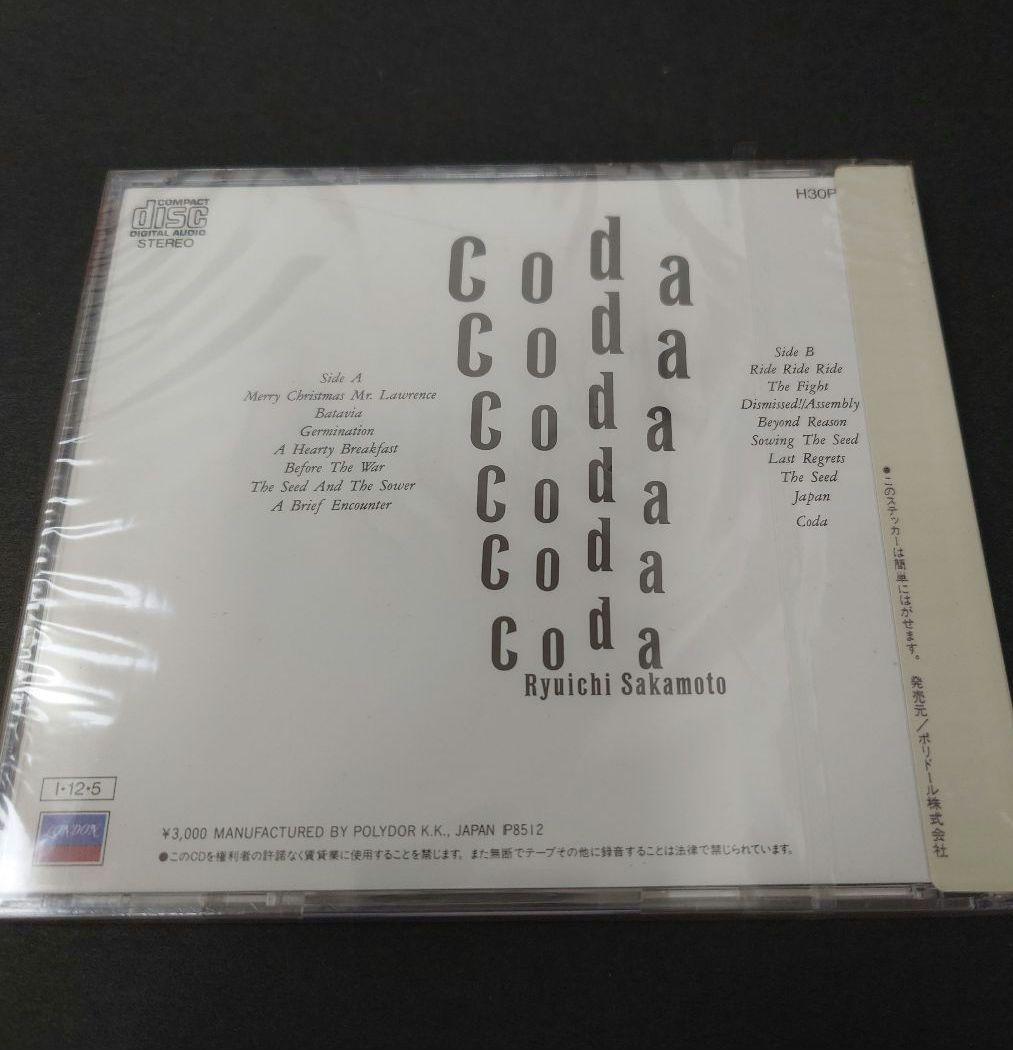 COMPACT
disc
DIGITAL AUDIO
STEREO
H30P
Coda
Coda
Coda
Coda
Coda
Coda
Ryuichi Sakamoto
Side A
Merry Christmas Mr. Lawrence
Batavia
Germination
A Hearty Breakfast
Before The War
The Seed And The Sower
A Brief Encounter
Side B
Ride Ride Ride
The Fight
Dismissed!/Assembly
Beyond Reason
Sowing The Seed
Last Regrets
The Seed
Japan
Coda
●このステッカーは簡単にはがせます。 発売元/ポリドール株式会社
I・12・5
LONDON
¥3,000 MANUFACTURED BY POLYDOR K.K., JAPAN Ⓟ8512
●このCDを権利者の許諾なく賃貸業に使用することを禁じます。また無断でテープその他に録音することは法律で禁じられています。